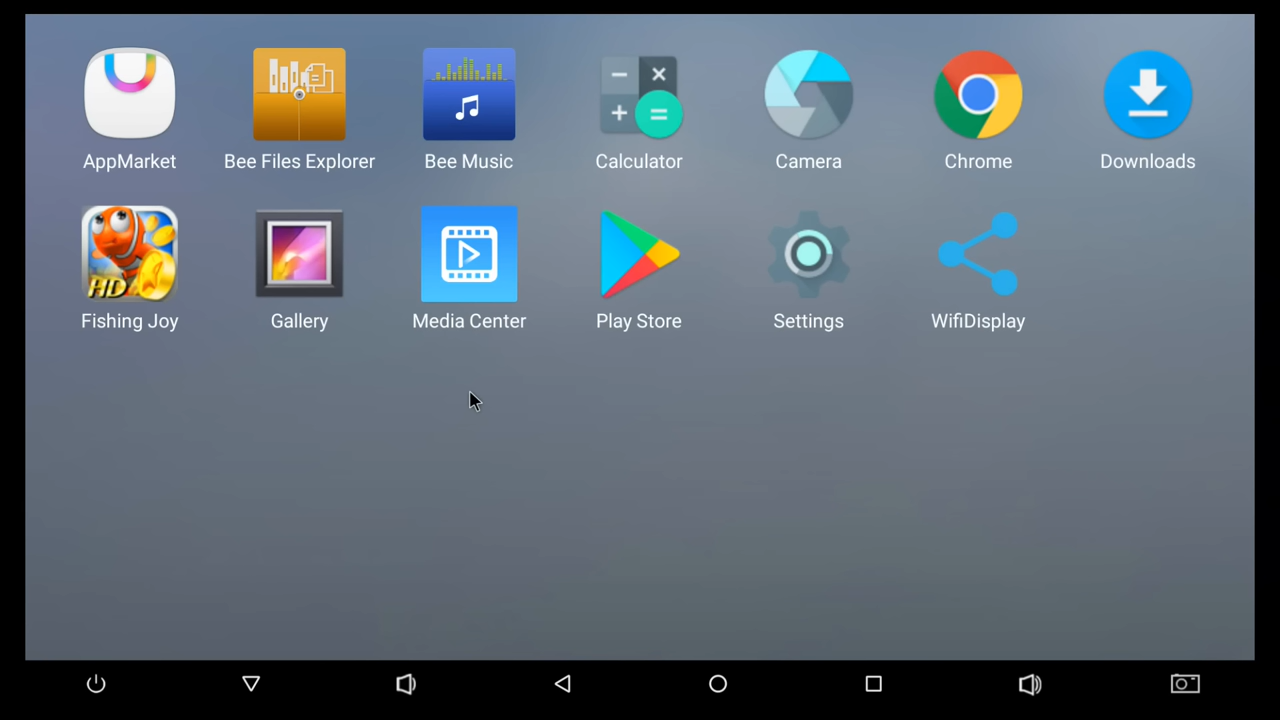 AppMarket
Bee Files Explorer
Bee Music
Calculator
Camera
Chrome
Downloads
HD
Fishing Joy
Gallery
Media Center
Play Store
Settings
WifiDisplay